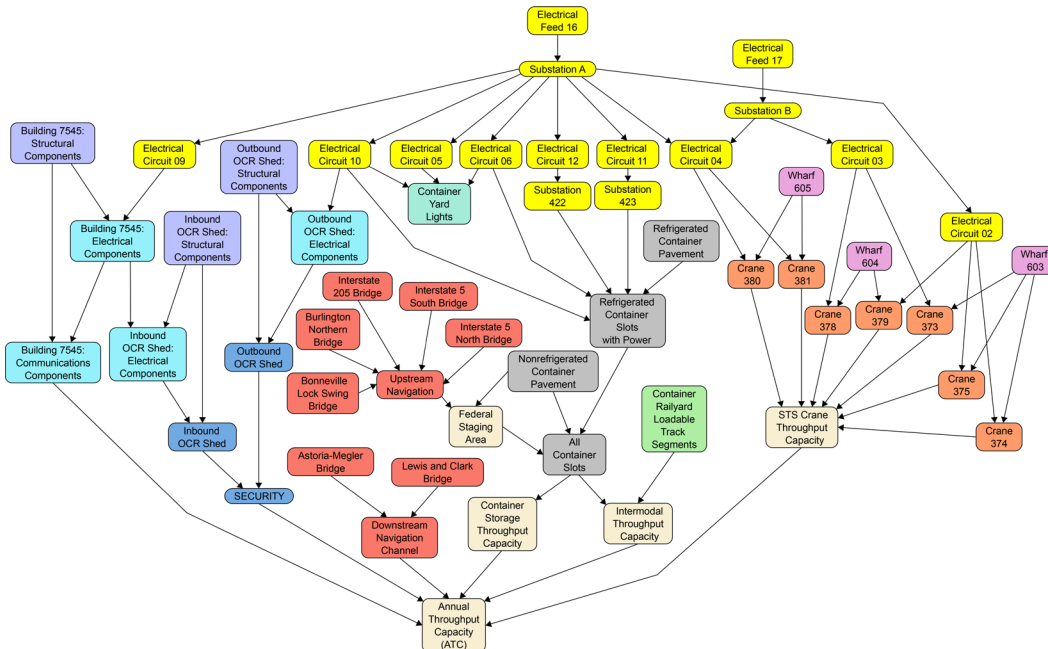 Electrical
Feed 16
Electrical
Feed 17
Substation A
Substation B
Building 7545:
Structural
Components
Electrical
Circuit 09
Outbound
OCR Shed:
Structural
Components
Electrical
Circuit 10
Electrical
Circuit 05
Electrical
Circuit 06
Electrical
Circuit 12
Electrical
Circuit 11
Electrical
Circuit 04
Electrical
Circuit 03
Wharf
605
Container
Yard
Lights
Substation
422
Substation
423
Building 7545:
Electrical
Components
Inbound
OCR Shed:
Structural
Components
Outbound
OCR Shed:
Electrical
Components
Refrigerated
Container
Pavement
Electrical
Circuit 02
Wharf
604
Wharf
603
Crane
380
Crane
381
Interstate
205 Bridge
Interstate 5
South Bridge
Refrigerated
Container
Slots
with Power
Crane
378
Crane
379
Crane
373
Burlington
Northern
Bridge
Interstate 5
North Bridge
Building 7545:
Communications
Components
Inbound
OCR Shed:
Electrical
Components
Outbound
OCR Shed
Bonneville
Lock Swing
Bridge
Upstream
Navigation
Nonrefrigerated
Container
Pavement
Crane
375
Container
Railyard
Loadable
Track
Segments
Federal
Staging
Area
STS Crane
Throughput
Capacity
Crane
374
Inbound
OCR Shed
All
Container
Slots
Astoria-Megler
Bridge
Lewis and Clark
Bridge
SECURITY
Container
Storage
Throughput
Capacity
Intermodal
Throughput
Capacity
Downstream
Navigation
Channel
Annual
Throughput
Capacity
(ATC)